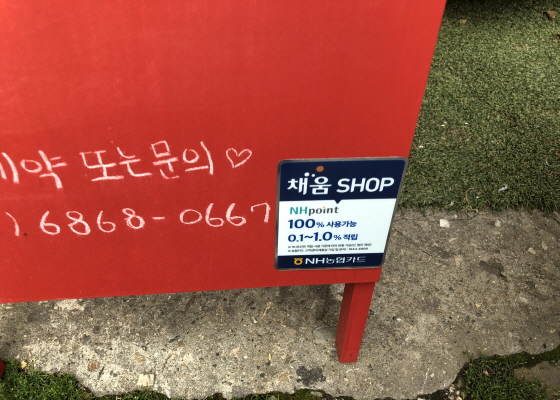 예약 또는문의♡
).6868-0667
채움 SHOP
NHpoint
100% 사용가능
0.1~1.0% 적립
NH농협카드